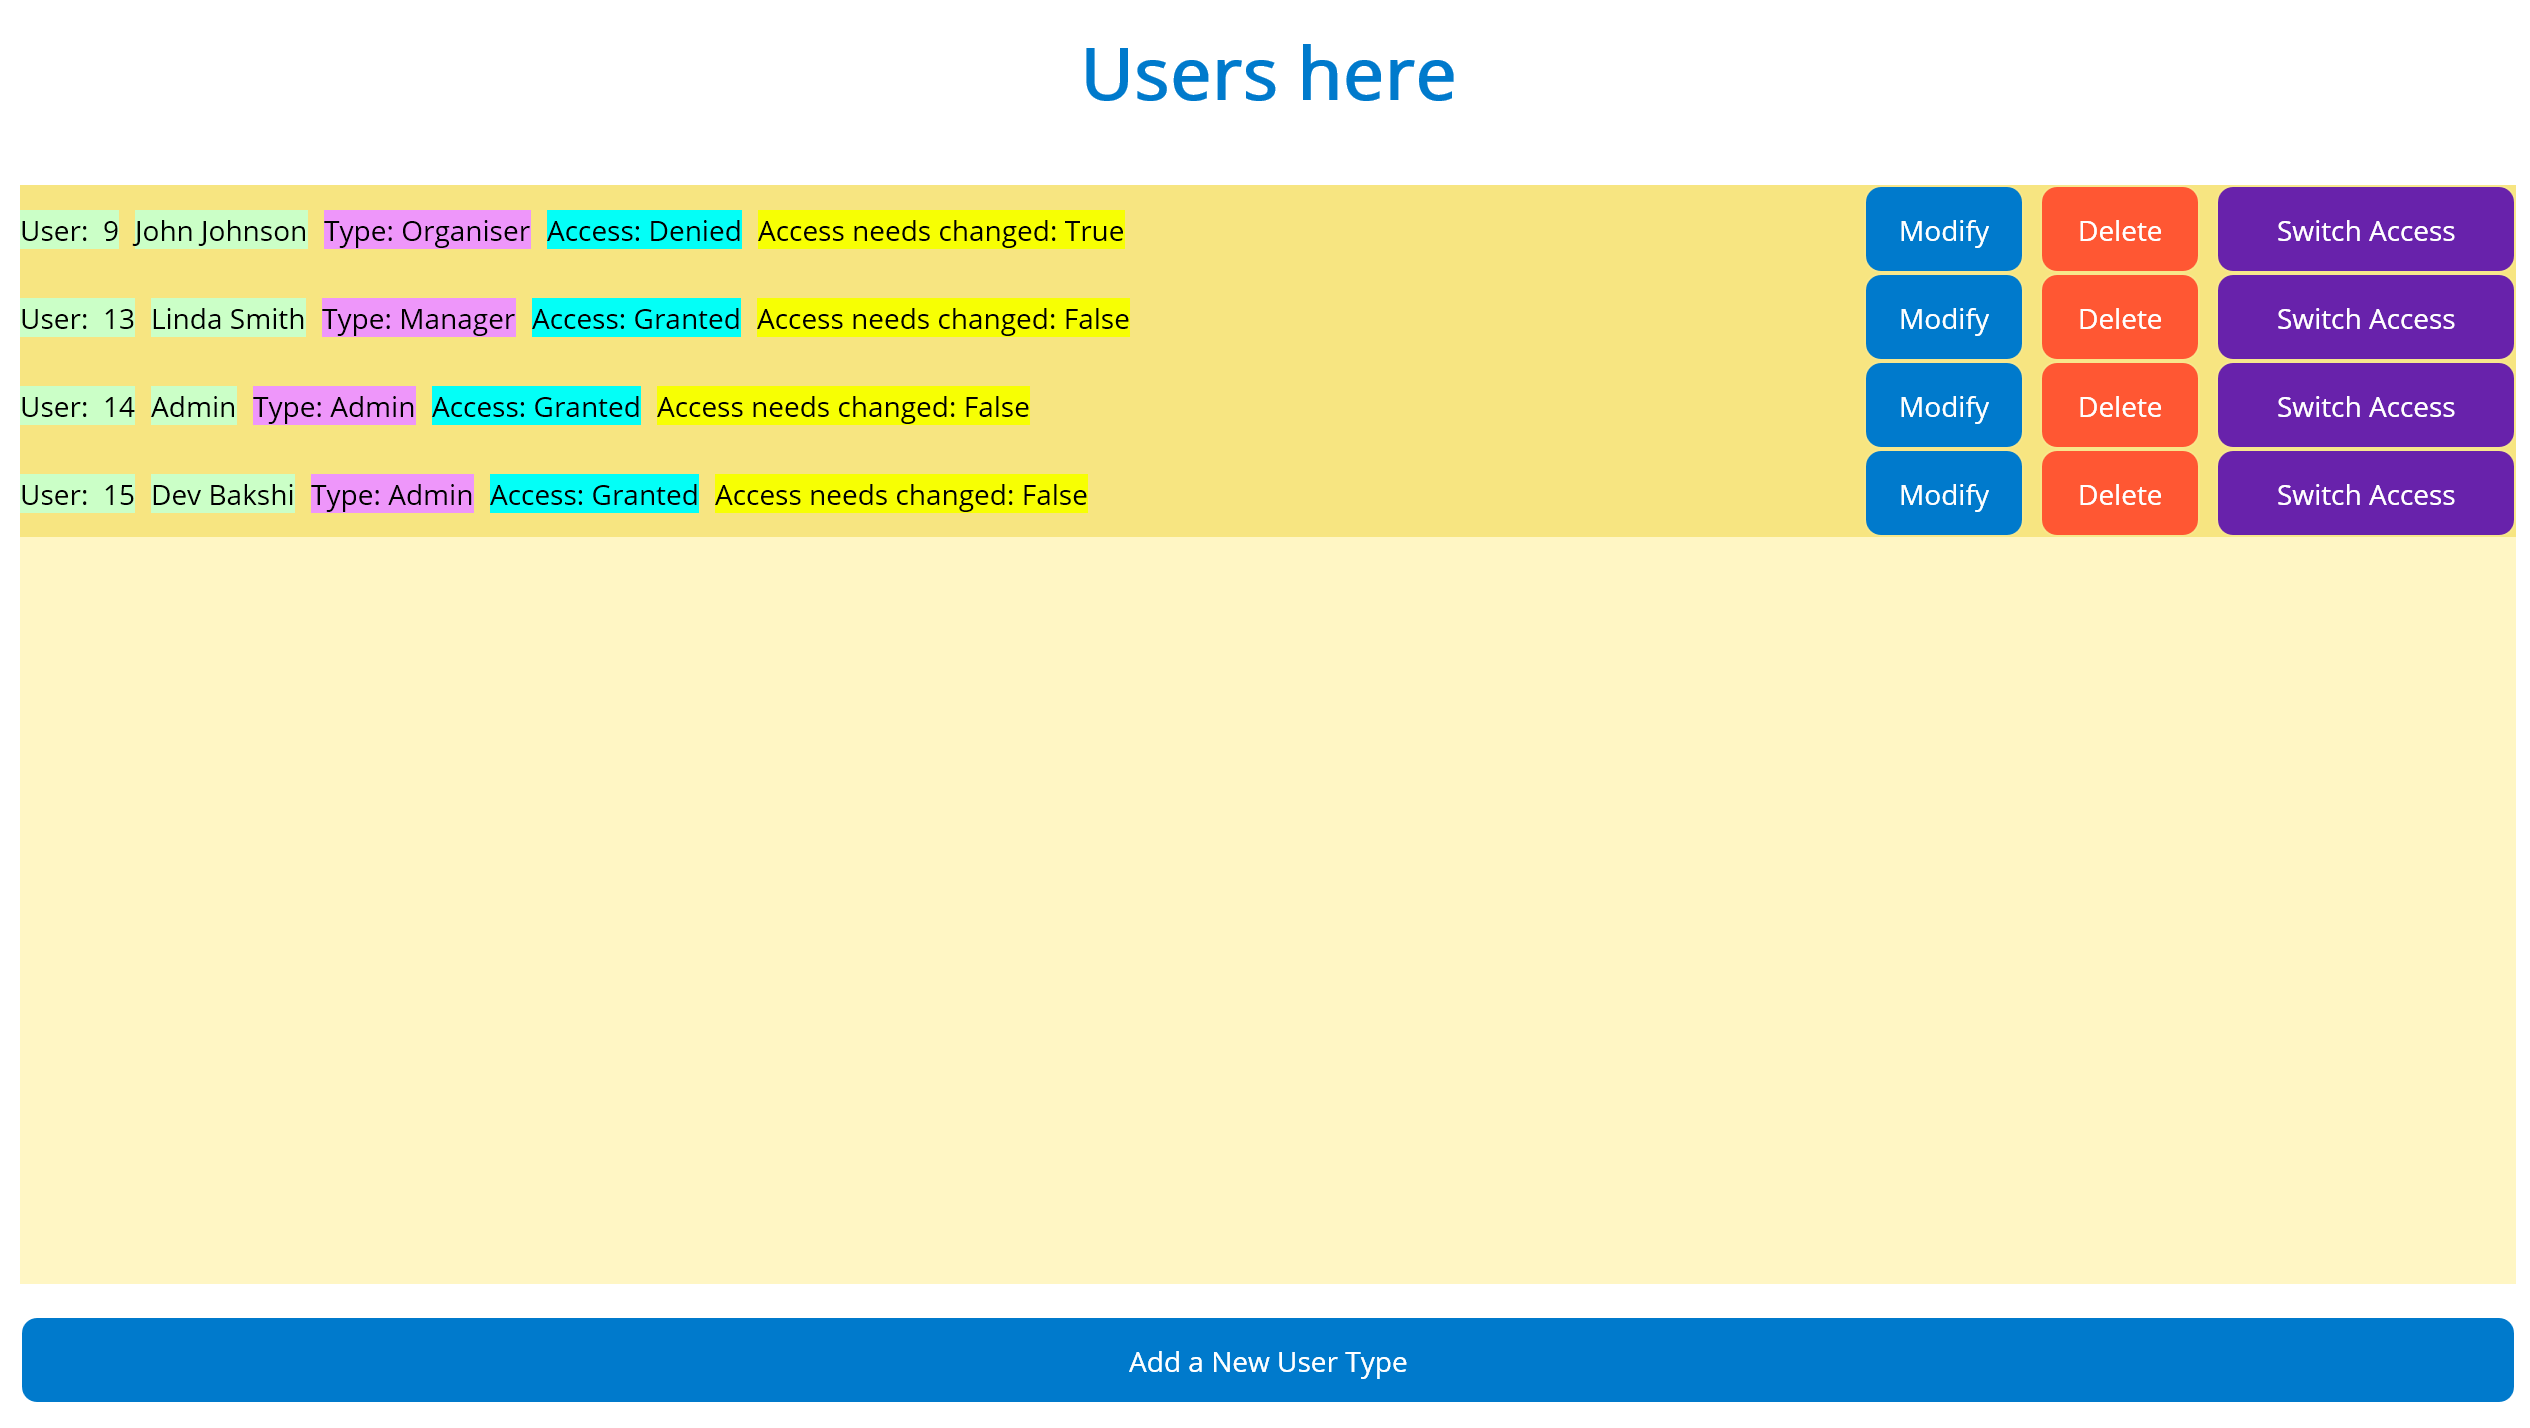 Users here
User:  9 John Johnson Type: Organiser Access: Denied Access needs changed: True Modify Delete Switch Access
User:  13 Linda Smith Type: Manager Access: Granted Access needs changed: False Modify Delete Switch Access
User:  14 Admin Type: Admin Access: Granted Access needs changed: False Modify Delete Switch Access
User:  15 Dev Bakshi Type: Admin Access: Granted Access needs changed: False Modify Delete Switch Access
Add a New User Type